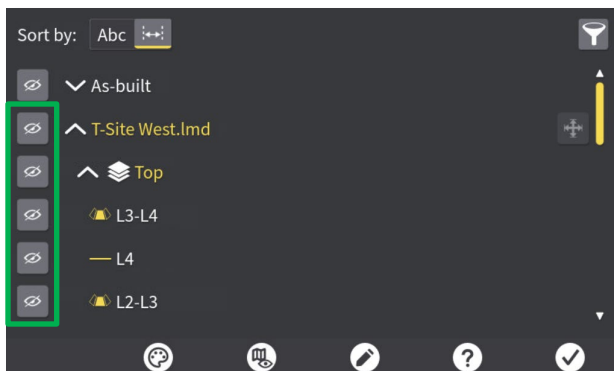 Sort by: Abc
As-built
T-Site West.lmd
Top
L3-L4
L4
L2-L3
?